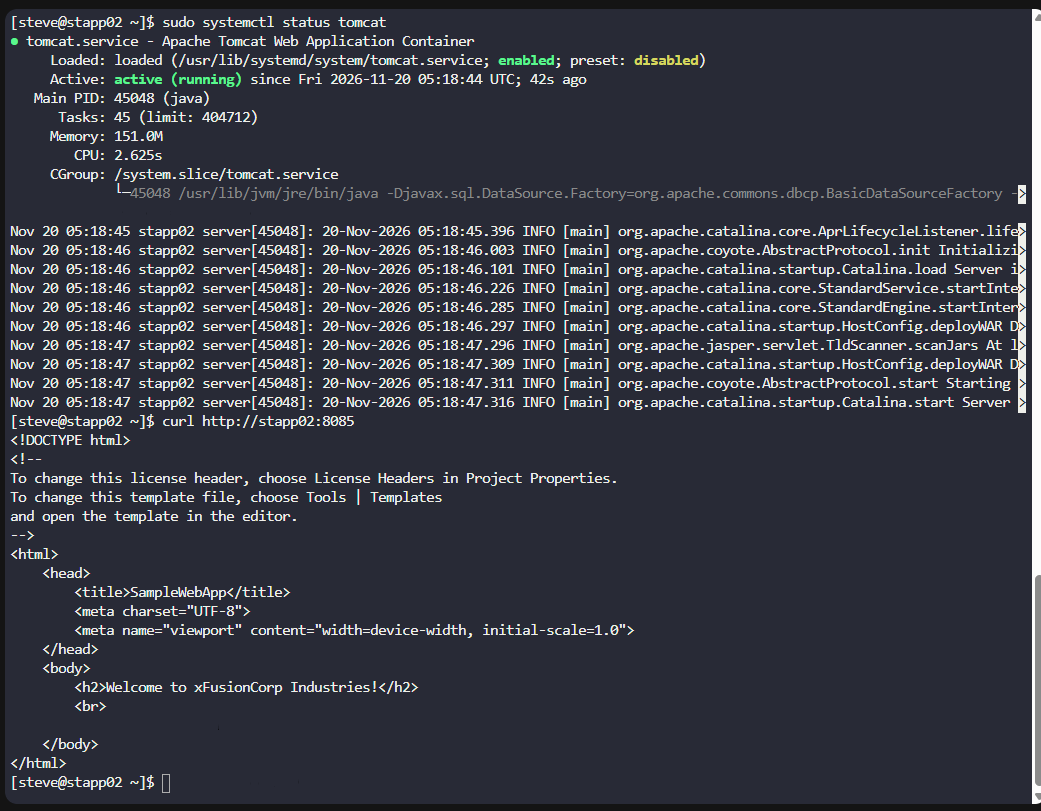 [steve@stapp02 ~]$ sudo systemctl status tomcat
● tomcat.service - Apache Tomcat Web Application Container
     Loaded: loaded (/usr/lib/systemd/system/tomcat.service; enabled; preset: disabled)
     Active: active (running) since Fri 2026-11-20 05:18:44 UTC; 42s ago
   Main PID: 45048 (java)
      Tasks: 45 (limit: 404712)
     Memory: 151.0M
        CPU: 2.625s
     CGroup: /system.slice/tomcat.service
             └─45048 /usr/lib/jvm/jre/bin/java -Djavax.sql.DataSource.Factory=org.apache.commons.dbcp.BasicDataSourceFactory ->
Nov 20 05:18:45 stapp02 server[45048]: 20-Nov-2026 05:18:45.396 INFO [main] org.apache.catalina.core.AprLifecycleListener.life>
Nov 20 05:18:46 stapp02 server[45048]: 20-Nov-2026 05:18:46.003 INFO [main] org.apache.coyote.AbstractProtocol.init Initializi>
Nov 20 05:18:46 stapp02 server[45048]: 20-Nov-2026 05:18:46.101 INFO [main] org.apache.catalina.startup.Catalina.load Server i>
Nov 20 05:18:46 stapp02 server[45048]: 20-Nov-2026 05:18:46.226 INFO [main] org.apache.catalina.core.StandardService.startInte>
Nov 20 05:18:46 stapp02 server[45048]: 20-Nov-2026 05:18:46.285 INFO [main] org.apache.catalina.core.StandardEngine.startInter>
Nov 20 05:18:46 stapp02 server[45048]: 20-Nov-2026 05:18:46.297 INFO [main] org.apache.catalina.startup.HostConfig.deployWAR D>
Nov 20 05:18:47 stapp02 server[45048]: 20-Nov-2026 05:18:47.296 INFO [main] org.apache.jasper.servlet.TldScanner.scanJars At l>
Nov 20 05:18:47 stapp02 server[45048]: 20-Nov-2026 05:18:47.309 INFO [main] org.apache.catalina.startup.HostConfig.deployWAR D>
Nov 20 05:18:47 stapp02 server[45048]: 20-Nov-2026 05:18:47.311 INFO [main] org.apache.coyote.AbstractProtocol.start Starting >
Nov 20 05:18:47 stapp02 server[45048]: 20-Nov-2026 05:18:47.316 INFO [main] org.apache.catalina.startup.Catalina.start Server >
[steve@stapp02 ~]$ curl http://stapp02:8085
<!DOCTYPE html>
<!--
To change this license header, choose License Headers in Project Properties.
To change this template file, choose Tools | Templates
and open the template in the editor.
-->
<html>
    <head>
        <title>SampleWebApp</title>
        <meta charset="UTF-8">
        <meta name="viewport" content="width=device-width, initial-scale=1.0">
    </head>
    <body>
        <h2>Welcome to xFusionCorp Industries!</h2>
        <br>
    </body>
</html>
[steve@stapp02 ~]$